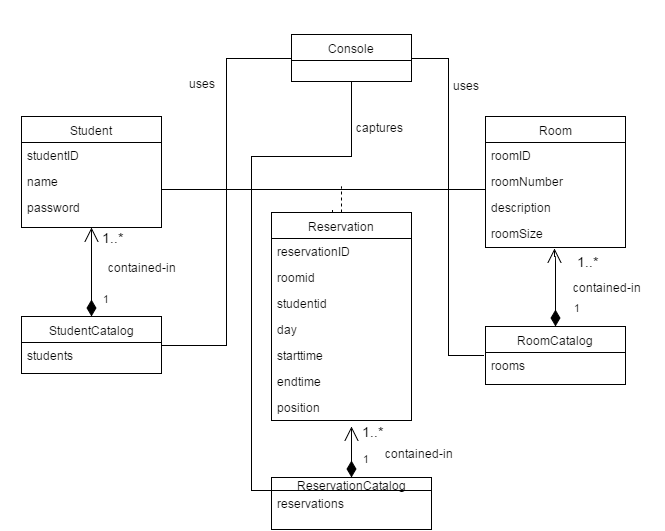 Console
uses
uses
captures
Student
studentID
name
password
Room
roomID
roomNumber
description
roomSize
1..*
contained-in
1
1..*
contained-in
1
Reservation
reservationID
roomid
studentid
day
starttime
endtime
position
StudentCatalog
students
RoomCatalog
rooms
1..*
contained-in
1
ReservationCatalog
reservations